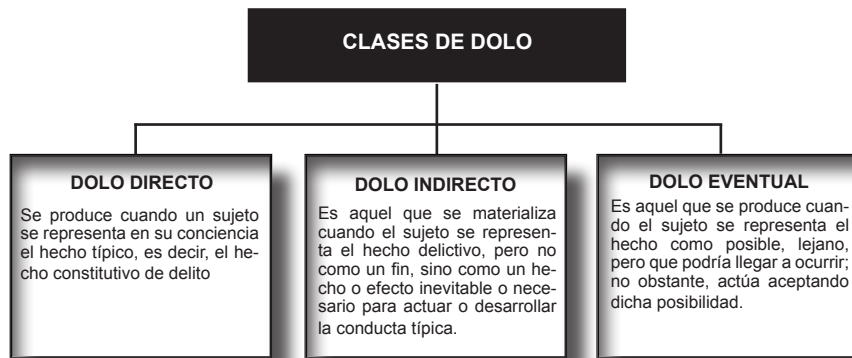 CLASES DE DOLO
DOLO DIRECTO
Se produce cuando un sujeto
se representa en su conciencia
el hecho típico, es decir, el he-
cho constitutivo de delito
DOLO INDIRECTO
Es aquel que se materializa
cuando el sujeto se represen-
ta el hecho delictivo, pero no
como un fin, sino como un he-
cho o efecto inevitable o nece-
sario para actuar o desarrollar
la conducta típica.
DOLO EVENTUAL
Es aquel que se produce cuan-
do el sujeto se representa el
hecho como posible, lejano,
pero que podría llegar a ocurrir;
no obstante, actúa aceptando
dicha posibilidad.